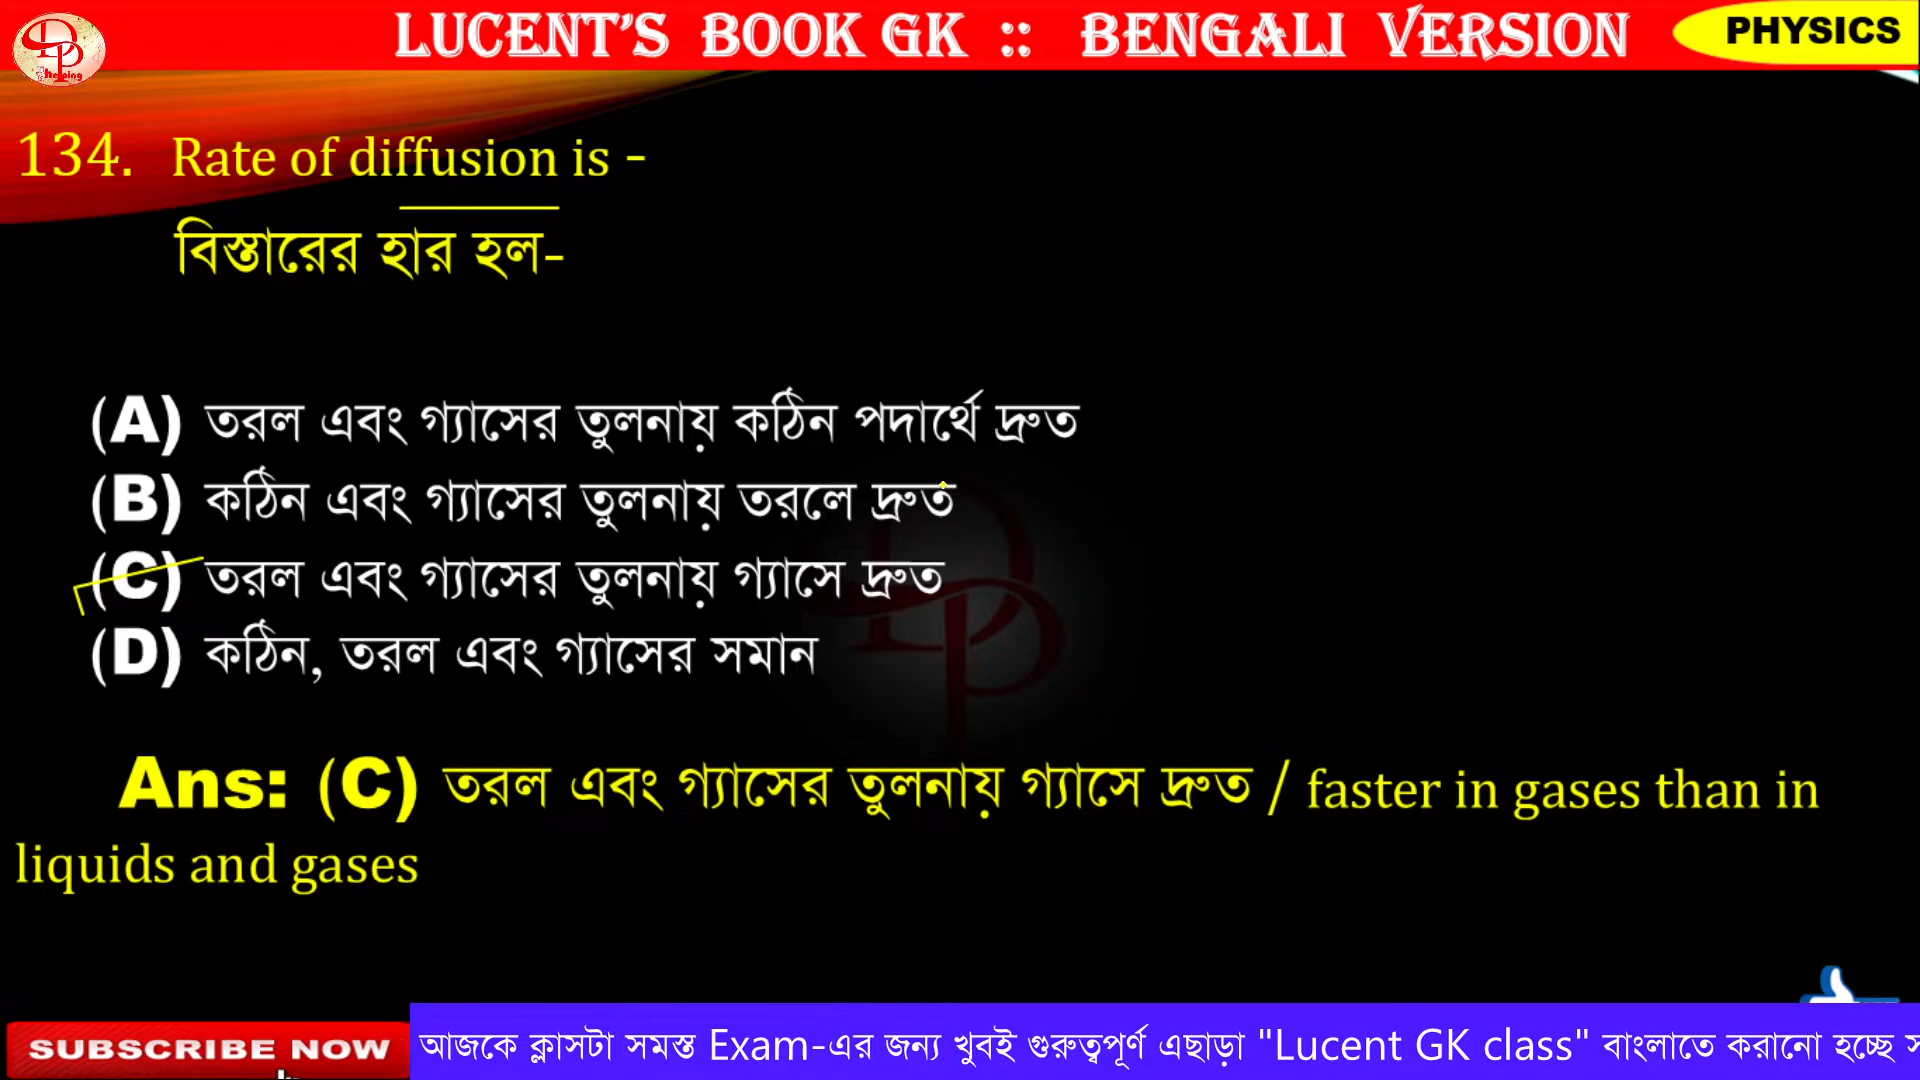 LUCENT'S BOOK GK :: BENGALI VERSION
PHYSICS
134. Rate of diffusion is -
বিস্তারের হার হল-
(A) তরল এবং গ্যাসের তুলনায় কঠিন পদার্থে দ্রুত
(B) কঠিন এবং গ্যাসের তুলনায় তরলে দ্রুত
(C) তরল এবং গ্যাসের তুলনায় গ্যাসে দ্রুত
(D) কঠিন, তরল এবং গ্যাসের সমান
Ans: (C) তরল এবং গ্যাসের তুলনায় গ্যাসে দ্রুত / faster in gases than in
liquids and gases
SUBSCRIBE NOW
আজকে ক্লাসটা সমস্ত Exam-এর জন্য খুবই গুরুত্বপূর্ণ এছাড়া "Lucent GK class" বাংলাতে করানো হচ্ছে